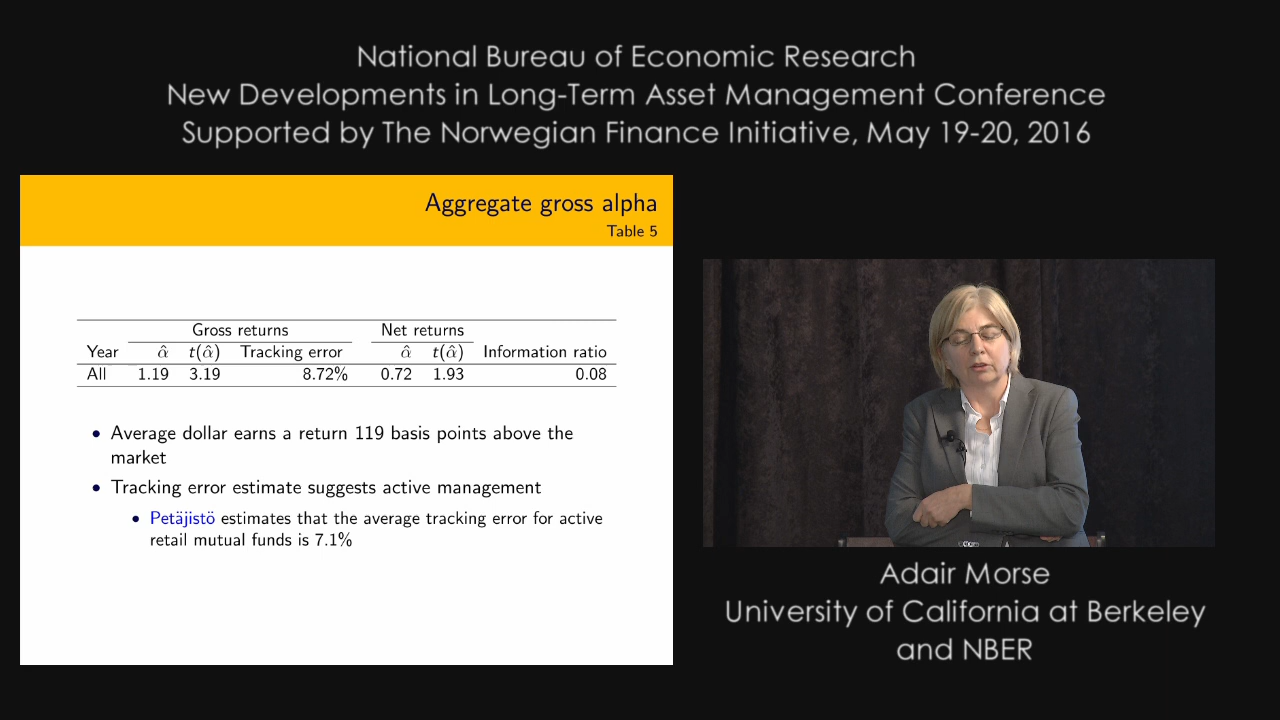 National Bureau of Economic Research
New Developments in Long-Term Asset Management Conference
Supported by The Norwegian Finance Initiative, May 19-20, 2016
Aggregate gross alpha
Table 5
Gross returns Net returns
Year α̂ t(α̂) Tracking error α̂ t(α̂) Information ratio
All 1.19 3.19 8.72% 0.72 1.93 0.08
• Average dollar earns a return 119 basis points above the
market
• Tracking error estimate suggests active management
• Petäjistö estimates that the average tracking error for active
retail mutual funds is 7.1%
Adair Morse
University of California at Berkeley
and NBER